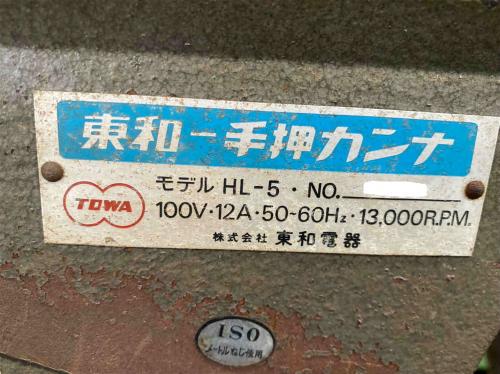 東和ー手押カンナ
モデル HL-5・NO.
TOWA
100V・12A・50~60Hz・13,000R.P.M.
株式会社 東和電器
ISO
メートルねじ使用